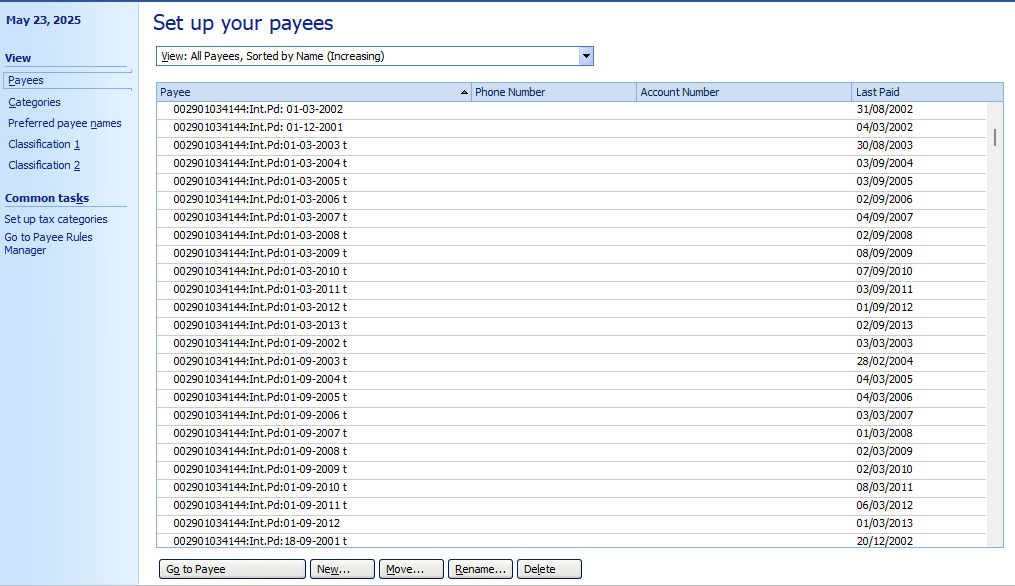 May 23, 2025
Set up your payees
View
View: All Payees, Sorted by Name (Increasing)
Payees
Categories
Preferred payee names
Classification 1
Classification 2
Common tasks
Set up tax categories
Go to Payee Rules
Manager
Payee Phone Number Account Number Last Paid
002901034144:Int.Pd: 01-03-2002 31/08/2002
002901034144:Int.Pd: 01-12-2001 04/03/2002
002901034144:Int.Pd:01-03-2003 t 30/08/2003
002901034144:Int.Pd:01-03-2004 t 03/09/2004
002901034144:Int.Pd:01-03-2005 t 03/09/2005
002901034144:Int.Pd:01-03-2006 t 02/09/2006
002901034144:Int.Pd:01-03-2007 t 04/09/2007
002901034144:Int.Pd:01-03-2008 t 02/09/2008
002901034144:Int.Pd:01-03-2009 t 08/09/2009
002901034144:Int.Pd:01-03-2010 t 07/09/2010
002901034144:Int.Pd:01-03-2011 t 03/09/2011
002901034144:Int.Pd:01-03-2012 t 01/09/2012
002901034144:Int.Pd:01-03-2013 t 02/09/2013
002901034144:Int.Pd:01-09-2002 t 03/03/2003
002901034144:Int.Pd:01-09-2003 t 28/02/2004
002901034144:Int.Pd:01-09-2004 t 04/03/2005
002901034144:Int.Pd:01-09-2005 t 04/03/2006
002901034144:Int.Pd:01-09-2006 t 03/03/2007
002901034144:Int.Pd:01-09-2007 t 01/03/2008
002901034144:Int.Pd:01-09-2008 t 02/03/2009
002901034144:Int.Pd:01-09-2009 t 02/03/2010
002901034144:Int.Pd:01-09-2010 t 08/03/2011
002901034144:Int.Pd:01-09-2011 t 06/03/2012
002901034144:Int.Pd:01-09-2012 01/03/2013
002901034144:Int.Pd:18-09-2001 t 20/12/2002
Go to Payee New... Move... Rename... Delete